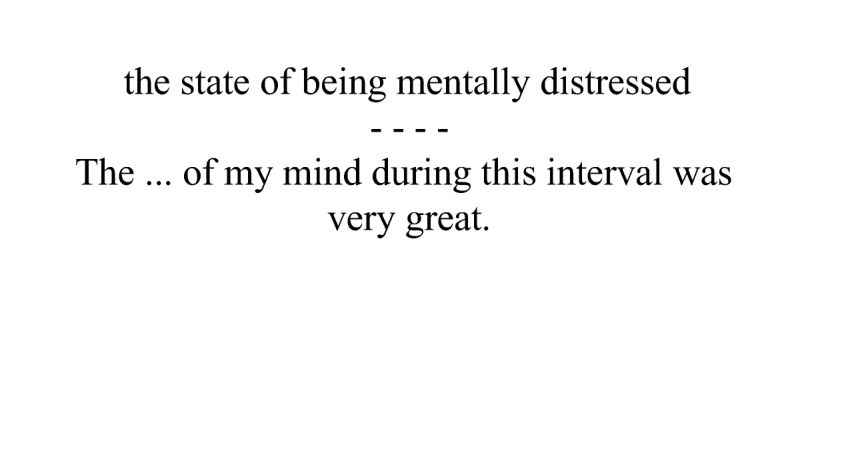 the state of being mentally distressed
- - - -
The ... of my mind during this interval was
very great.